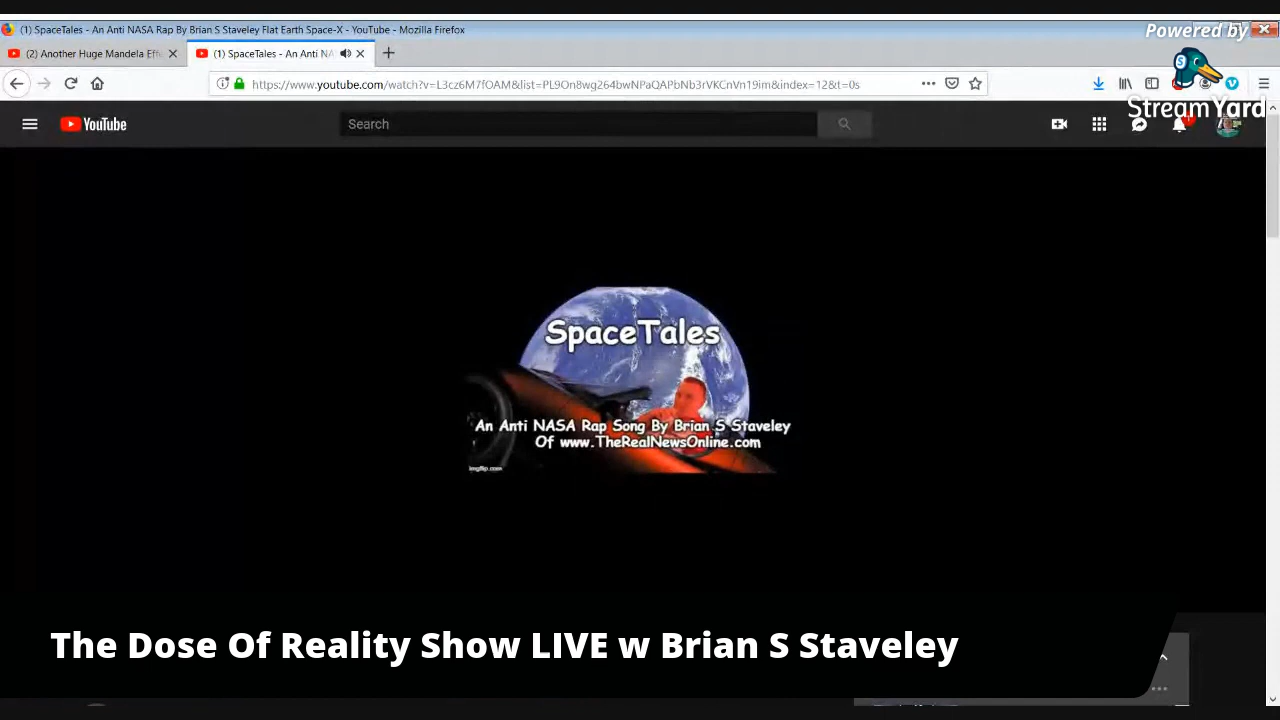 (1) SpaceTales - An Anti NASA Rap By Brian S Staveley Flat Earth Space-X - YouTube - Mozilla Firefox
Powered by
(2) Another Huge Mandela Eff
(1) SpaceTales - An Anti NA
https://www.youtube.com/watch?v=L3cz6M7fOAM&list=PL9On8wg264bwNPaQAPbNb3rVKCnVn19im&index=12&t=0s
StreamYard
YouTube
Search
SpaceTales
An Anti NASA Rap Song By Brian S Staveley
Of www.TheRealNewsOnline.com
imgflip.com
The Dose Of Reality Show LIVE w Brian S Staveley